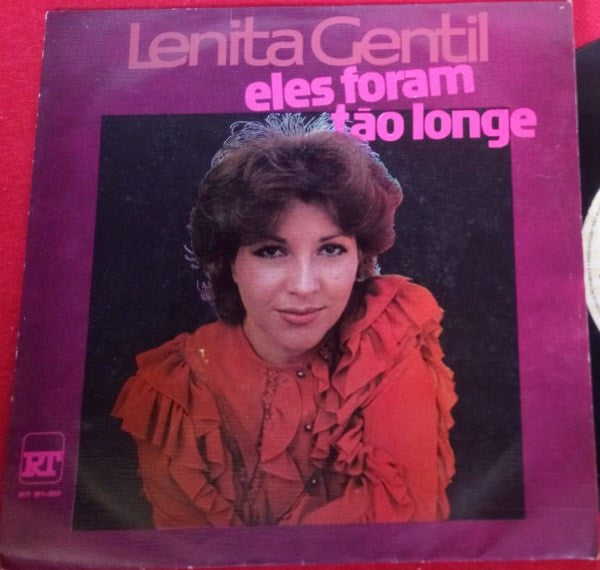 Lenita Gentil
eles foram
tão longe
RT